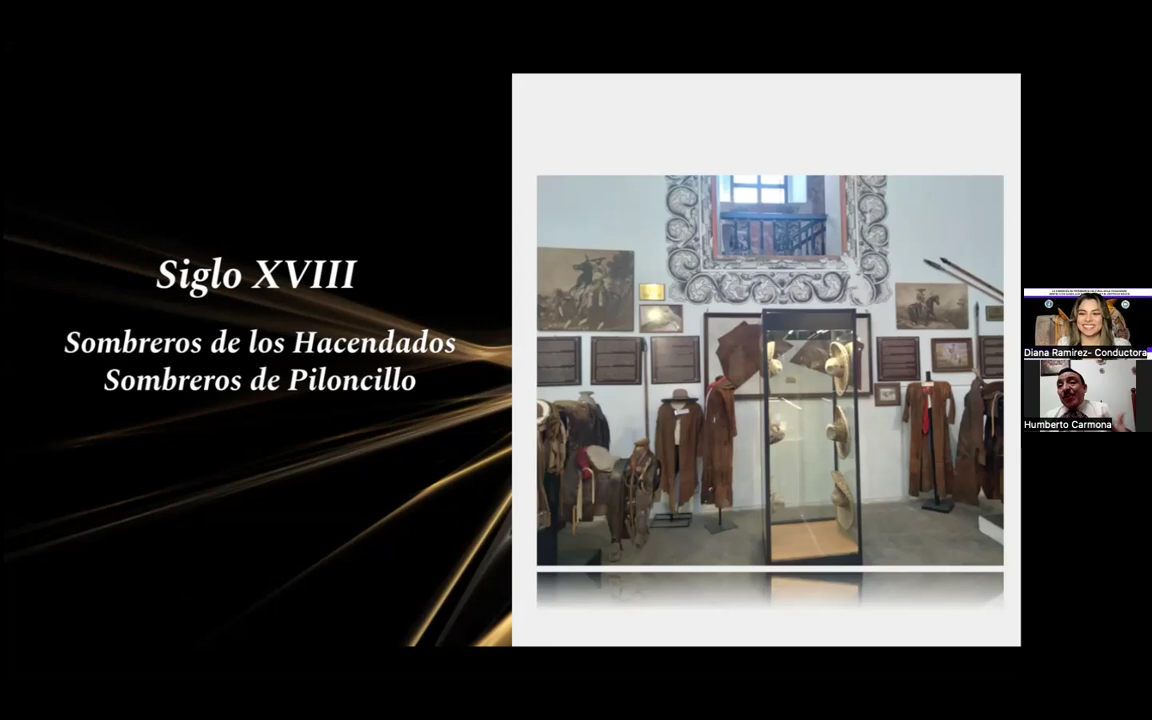 Siglo XVIII
Sombreros de los Hacendados
Sombreros de Piloncillo
Diana Ramirez- Conductora
Humberto Carmona